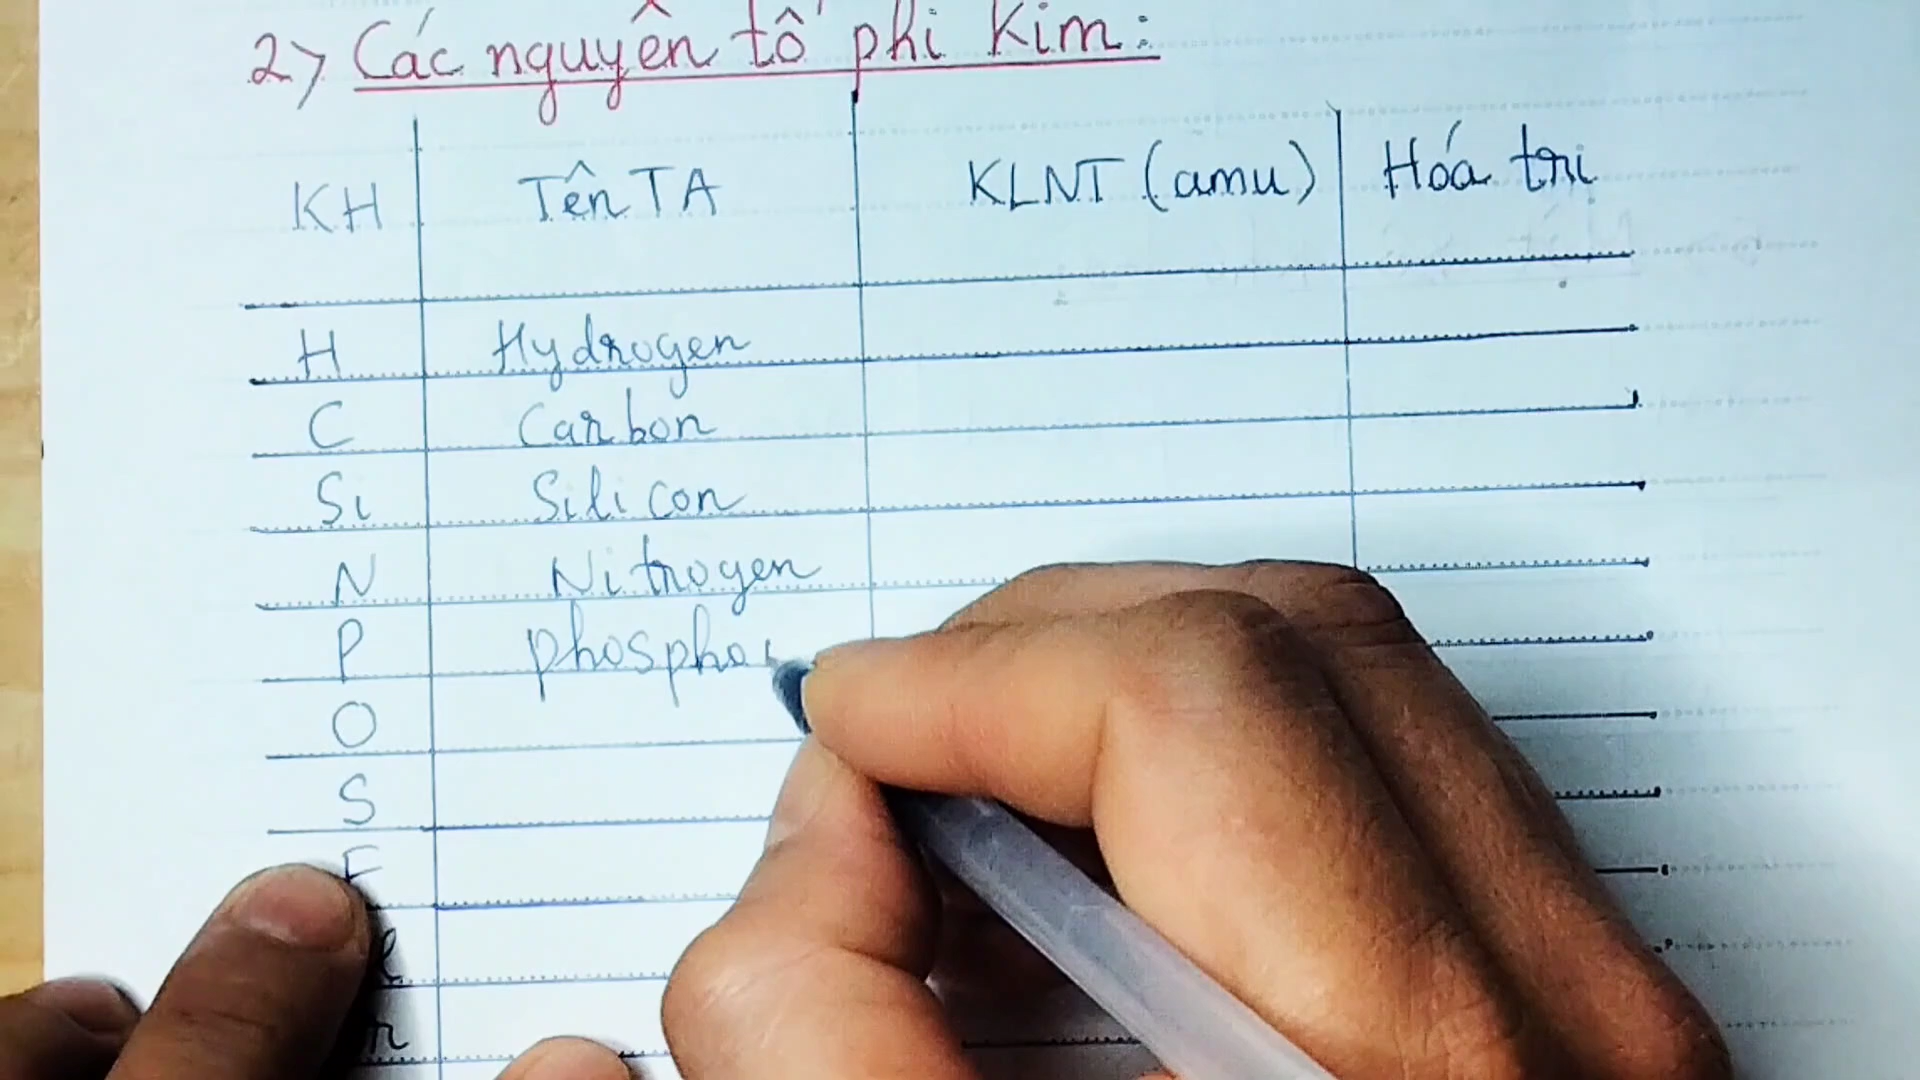 2> Các nguyên tố phi kim:
KH Tên TA KLNT (amu) Hóa trị
H Hydrogen
C Carbon
Si Silicon
N Nitrogen
P phospho
O
S
F